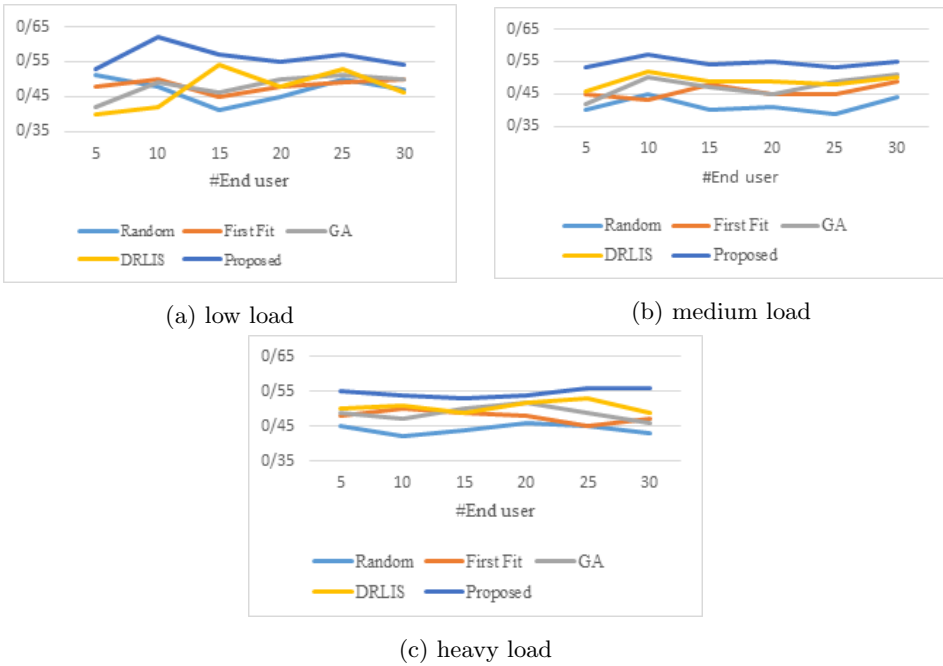 0/65
0/55
0/45
0/35
5 10 15 20 25 30
#End user
Random First Fit GA
DRLIS Proposed
(a) low load
0/65
0/55
0/45
0/35
5 10 15 20 25 30
#End user
Random First Fit GA
DRLIS Proposed
(b) medium load
0/65
0/55
0/45
0/35
5 10 15 20 25 30
#End user
Random First Fit GA
DRLIS Proposed
(c) heavy load